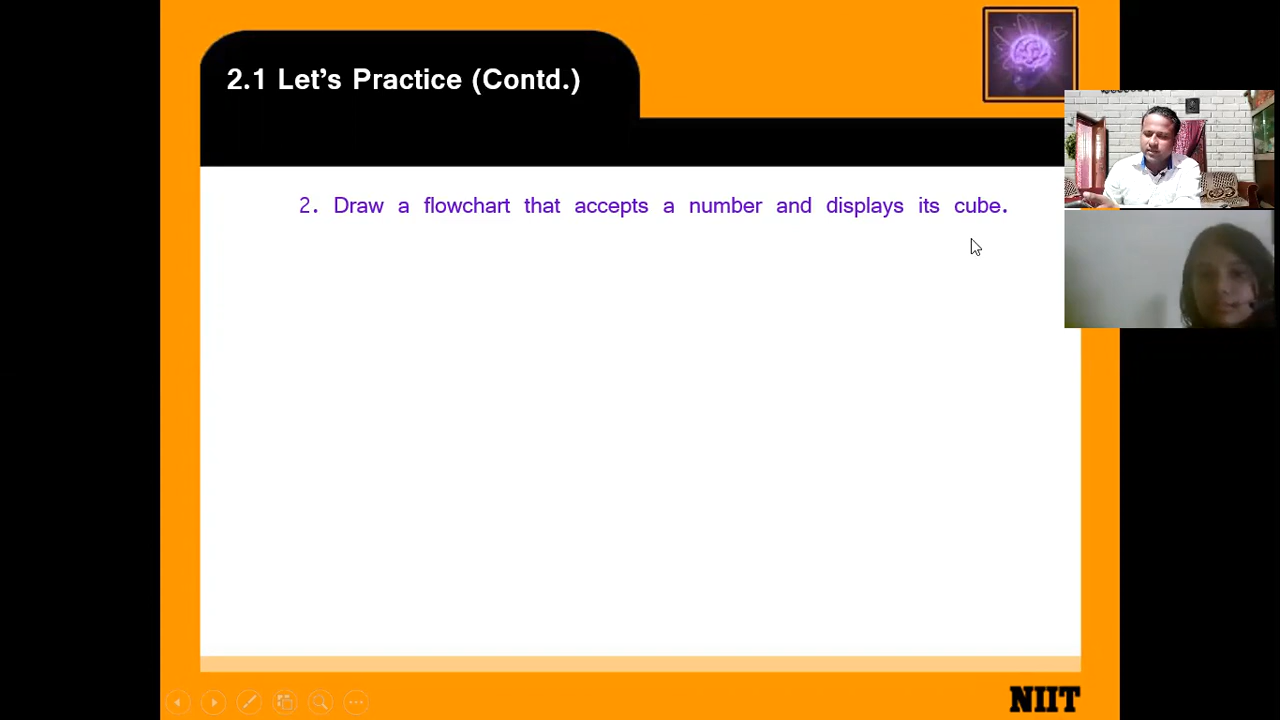 2.1 Let's Practice (Contd.)
2. Draw a flowchart that accepts a number and displays its cube.
NIIT